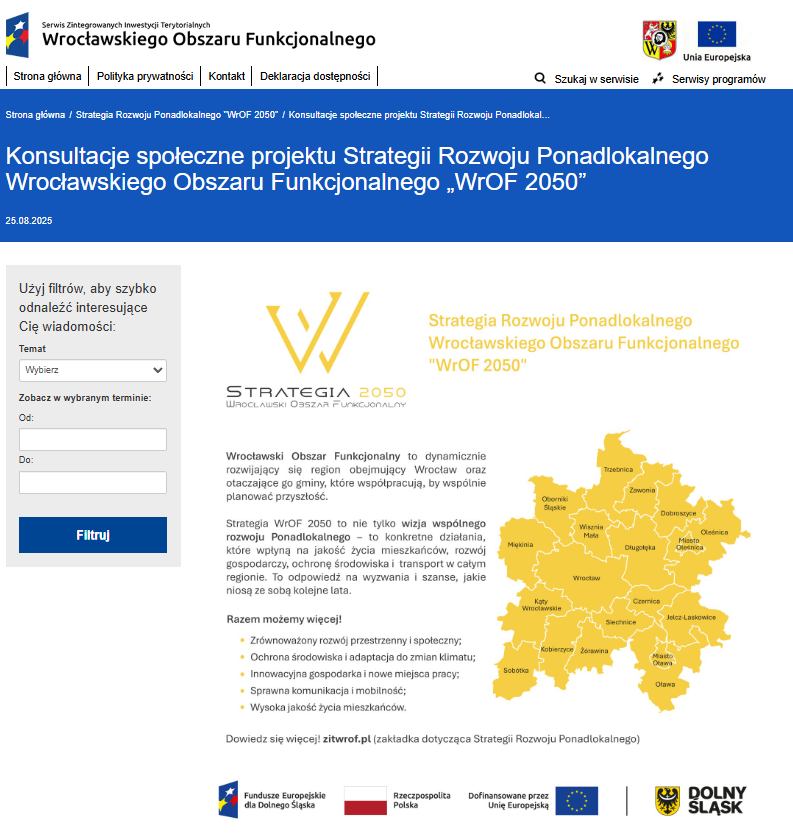 Serwis Zintegrowanych Inwestycji Terytorialnych
Wrocławskiego Obszaru Funkcjonalnego
Unia Europejska
Strona główna
Polityka prywatności
Kontakt
Deklaracja dostępności
Szukaj w serwisie
Serwisy programów
Strona główna / Strategia Rozwoju Ponadlokalnego "WrOF 2050" / Konsultacje społeczne projektu Strategii Rozwoju Ponadlokal...
Konsultacje społeczne projektu Strategii Rozwoju Ponadlokalnego
Wrocławskiego Obszaru Funkcjonalnego „WrOF 2050”
25.08.2025
Użyj filtrów, aby szybko
odnaleźć interesujące
Cię wiadomości:
Temat
Wybierz
Zobacz w wybranym terminie:
Od:
Do:
Filtruj
STRATEGIA 2050
WROCŁAWSKI OBSZAR FUNKCJONALNY
Strategia Rozwoju Ponadlokalnego
Wrocławskiego Obszaru Funkcjonalnego
"WrOF 2050"
Wrocławski Obszar Funkcjonalny to dynamicznie
rozwijający się region obejmujący Wrocław oraz
otaczające go gminy, które współpracują, by wspólnie
planować przyszłość.
Strategia WrOF 2050 to nie tylko wizja wspólnego
rozwoju Ponadlokalnego – to konkretne działania,
które wpłyną na jakość życia mieszkańców, rozwój
gospodarczy, ochronę środowiska i transport w całym
regionie. To odpowiedź na wyzwania i szanse, jakie
niosą ze sobą kolejne lata.
Razem możemy więcej!
• Zrównoważony rozwój przestrzenny i społeczny;
• Ochrona środowiska i adaptacja do zmian klimatu;
• Innowacyjna gospodarka i nowe miejsca pracy;
• Sprawna komunikacja i mobilność;
• Wysoka jakość życia mieszkańców.
Trzebnica
Zawonia
Oborniki
Śląskie
Dobroszyce
Wisznia
Mała
Oleśnica
Miasto
Oleśnica
Miękinia
Długołęka
Wrocław
Kąty
Wrocławskie
Czernica
Jelcz-Laskowice
Siechnice
Kobierzyce
Żórawina
Miasto
Oława
Sobótka
Oława
Dowiedz się więcej! zitwrof.pl (zakładka dotycząca Strategii Rozwoju Ponadlokalnego)
Fundusze Europejskie
dla Dolnego Śląska
Rzeczpospolita
Polska
Dofinansowane przez
Unię Europejską
DOLNY
ŚLĄSK